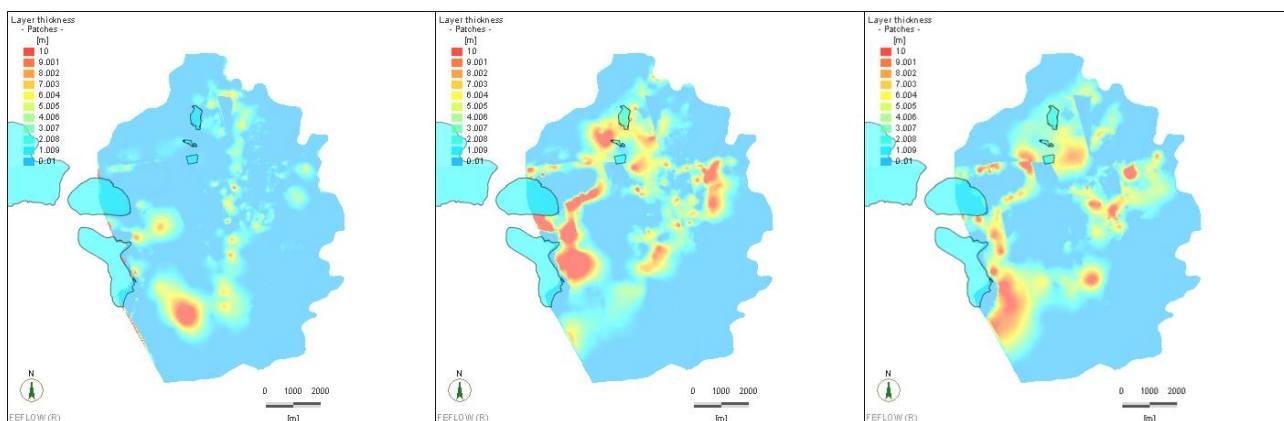 Layer thickness
- Patches -
[m]
10
9.001
8.002
7.003
6.004
5.005
4.006
3.007
2.008
1.009
0.01
N
0 1000 2000
[m]
FEFLOW (R)
Layer thickness
- Patches -
[m]
10
9.001
8.002
7.003
6.004
5.005
4.006
3.007
2.008
1.009
0.01
N
0 1000 2000
[m]
FEFLOW (R)
Layer thickness
- Patches -
[m]
10
9.001
8.002
7.003
6.004
5.005
4.006
3.007
2.008
1.009
0.01
N
0 1000 2000
[m]
FEFLOW (R)